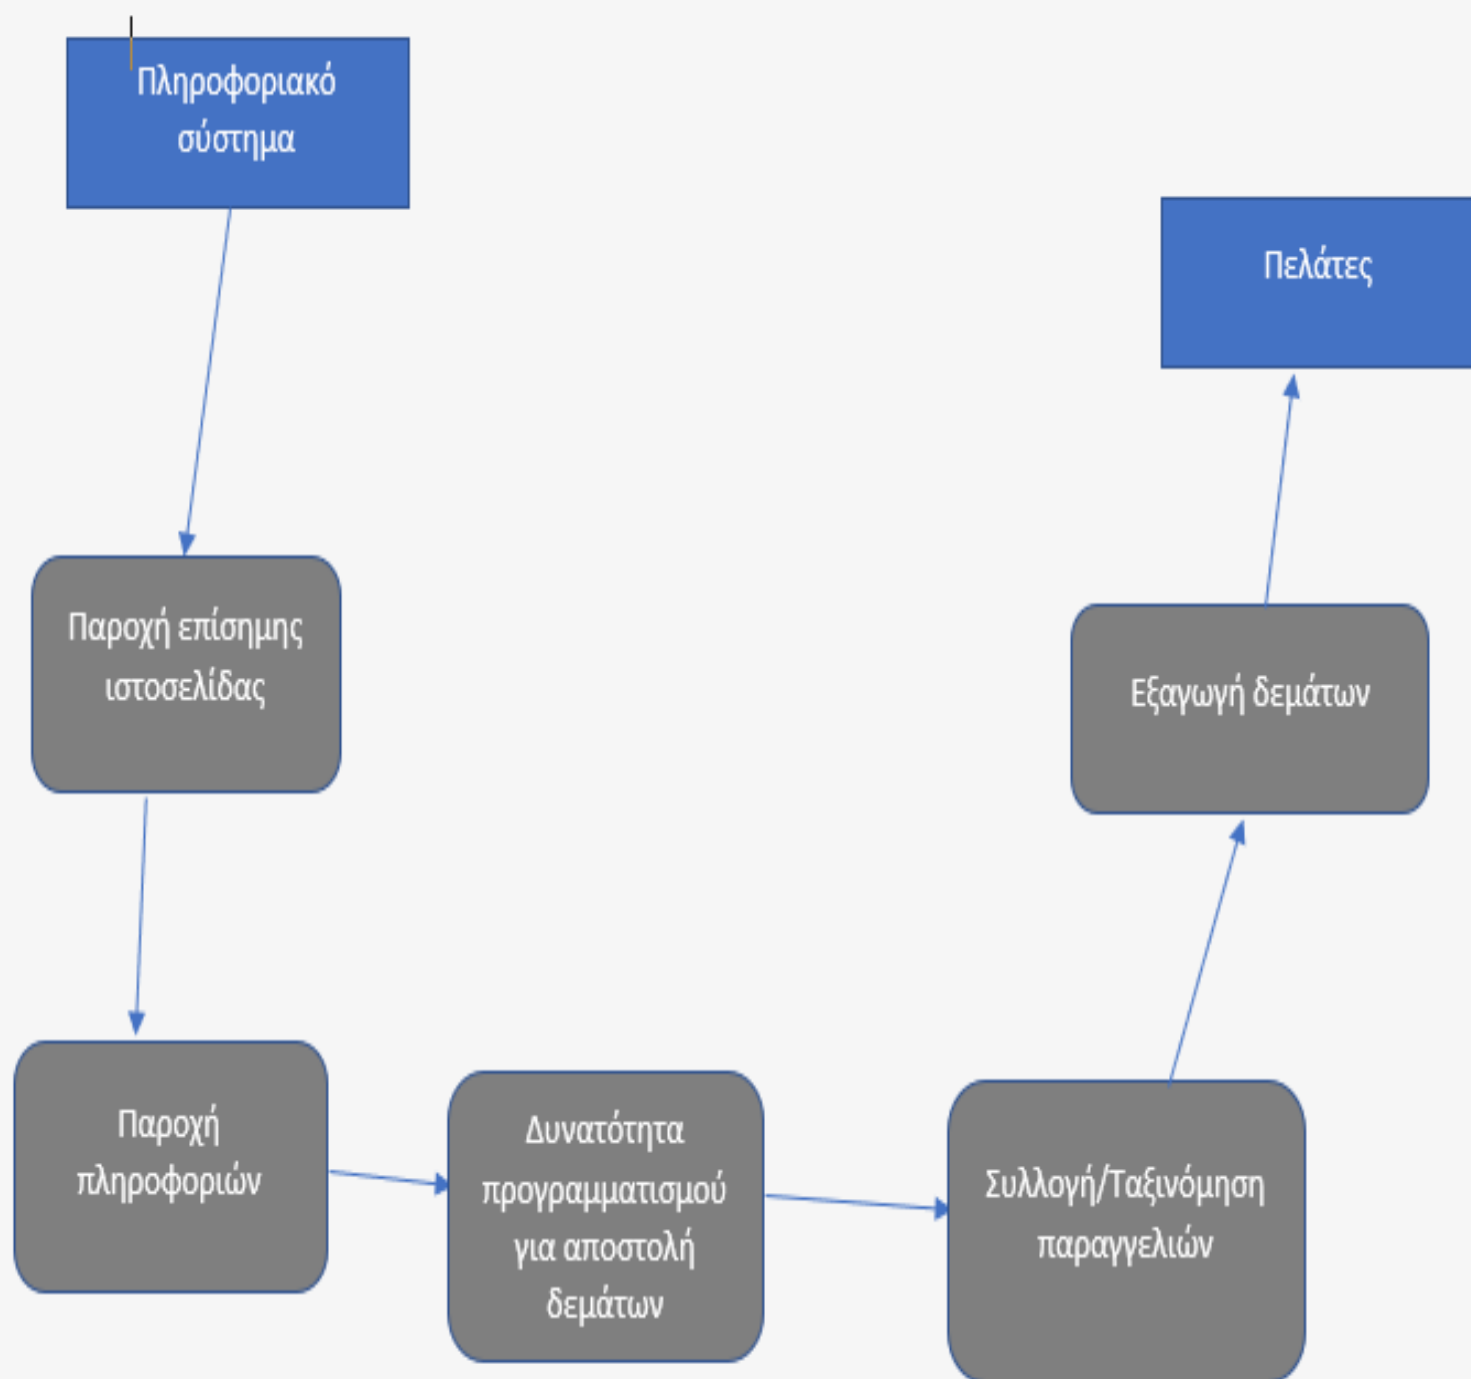 Πληροφοριακό
σύστημα
Πελάτες
Παροχή επίσημης
ιστοσελίδας
Εξαγωγή δεμάτων
Παροχή
πληροφοριών
Δυνατότητα
προγραμματισμού
για αποστολή
δεμάτων
Συλλογή/Ταξινόμηση
παραγγελιών